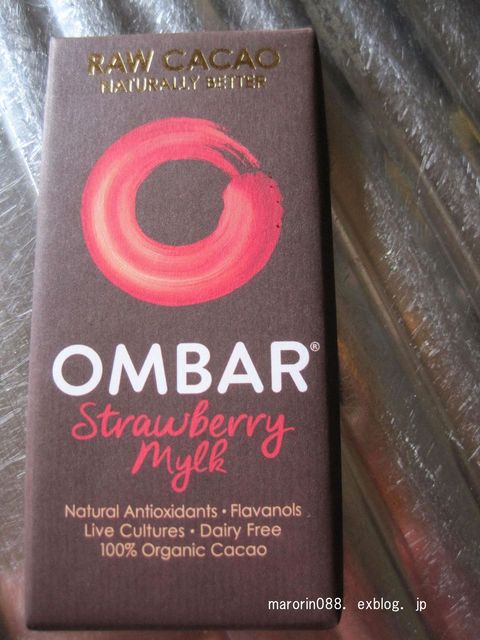 RAW CACAO
NATURALLY BETTER
OMBAR®
Strawberry
Mylk
Natural Antioxidants • Flavanols
Live Cultures • Dairy Free
100% Organic Cacao
marorin088. exblog. jp